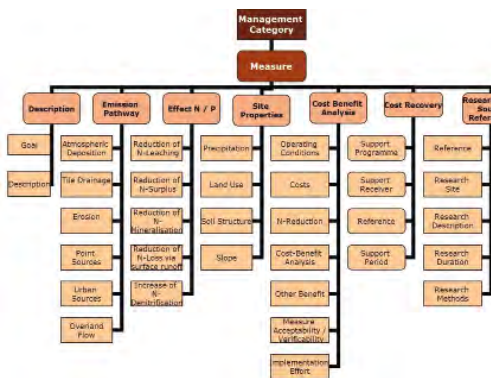 Management
Category
Measure
Description
Emission
Pathway
Effect N / P
Site
Properties
Cost Benefit
Analysis
Cost Recovery
Research
Sou
Refere
Goal
Description
Atmospheric
Deposition
Tile Drainage
Erosion
Point
Sources
Urban
Sources
Overland
Flow
Reduction of
N-Leaching
Reduction of
N-Surplus
Reduction of
N-
Mineralisation
Reduction of
N-Loss via
surface runoff
Increase of
N-
Denitrification
Precipitation
Land Use
Soil Structure
Slope
Operating
Conditions
Costs
N-Reduction
Cost-Benefit
Analysis
Other Benefit
Measure
Acceptability /
Verificability
Implementation
Effort
Support
Programme
Support
Receiver
Reference
Support
Period
Reference
Research
Site
Research
Description
Research
Duration
Research
Methods